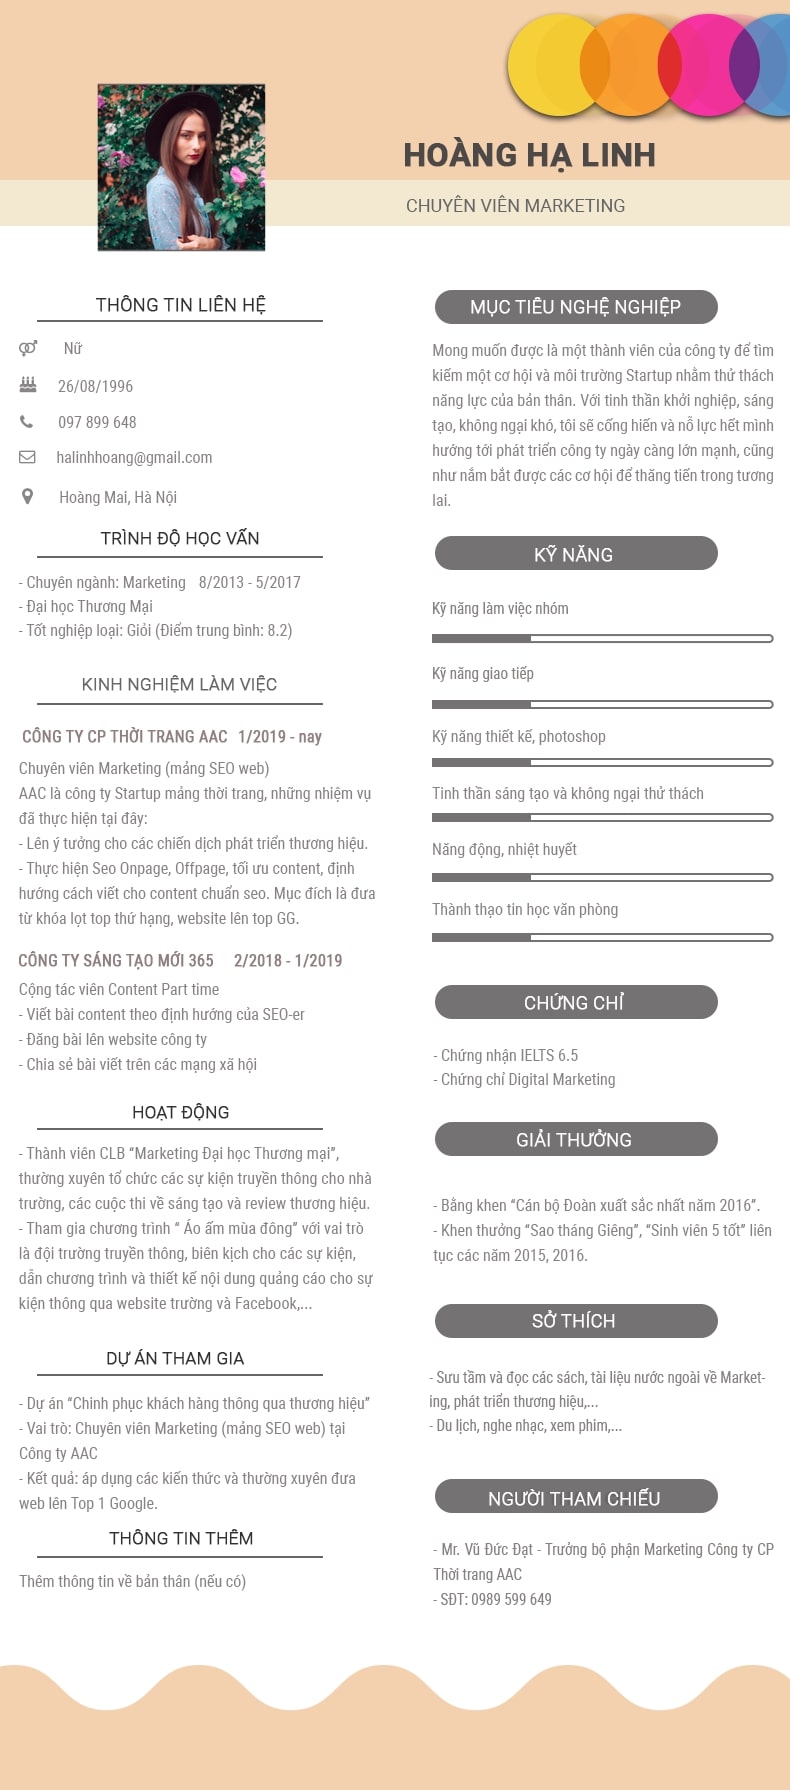 HOÀNG HẠ LINH
CHUYÊN VIÊN MARKETING
THÔNG TIN LIÊN HỆ
Nữ
26/08/1996
097 899 648
halinhhoang@gmail.com
Hoàng Mai, Hà Nội
TRÌNH ĐỘ HỌC VẤN
- Chuyên ngành: Marketing 8/2013 - 5/2017
- Đại học Thương Mại
- Tốt nghiệp loại: Giỏi (Điểm trung bình: 8.2)
KINH NGHIỆM LÀM VIỆC
CÔNG TY CP THỜI TRANG AAC 1/2019 - nay
Chuyên viên Marketing (mảng SEO web)
AAC là công ty Startup mảng thời trang, những nhiệm vụ
đã thực hiện tại đây:
- Lên ý tưởng cho các chiến dịch phát triển thương hiệu.
- Thực hiện Seo Onpage, Offpage, tối ưu content, định
hướng cách viết cho content chuẩn seo. Mục đích là đưa
từ khóa lọt top thứ hạng, website lên top GG.
CÔNG TY SÁNG TẠO MỚI 365 2/2018 - 1/2019
Cộng tác viên Content Part time
- Viết bài content theo định hướng của SEO-er
- Đăng bài lên website công ty
- Chia sẻ bài viết trên các mạng xã hội
HOẠT ĐỘNG
- Thành viên CLB “Marketing Đại học Thương mại”,
thường xuyên tổ chức các sự kiện truyền thông cho nhà
trường, các cuộc thi về sáng tạo và review thương hiệu.
- Tham gia chương trình “ Áo ấm mùa đông” với vai trò
là đội trường truyền thông, biên kịch cho các sự kiện,
dẫn chương trình và thiết kế nội dung quảng cáo cho sự
kiện thông qua website trường và Facebook,...
DỰ ÁN THAM GIA
- Dự án “Chinh phục khách hàng thông qua thương hiệu”
- Vai trò: Chuyên viên Marketing (mảng SEO web) tại
Công ty AAC
- Kết quả: áp dụng các kiến thức và thường xuyên đưa
web lên Top 1 Google.
THÔNG TIN THÊM
Thêm thông tin về bản thân (nếu có)
MỤC TIÊU NGHỀ NGHIỆP
Mong muốn được là một thành viên của công ty để tìm
kiếm một cơ hội và môi trường Startup nhằm thử thách
năng lực của bản thân. Với tinh thần khởi nghiệp, sáng
tạo, không ngại khó, tôi sẽ cống hiến và nỗ lực hết mình
hướng tới phát triển công ty ngày càng lớn mạnh, cũng
như nắm bắt được các cơ hội để thăng tiến trong tương
lai.
KỸ NĂNG
Kỹ năng làm việc nhóm
Kỹ năng giao tiếp
Kỹ năng thiết kế, photoshop
Tinh thần sáng tạo và không ngại thử thách
Năng động, nhiệt huyết
Thành thạo tin học văn phòng
CHỨNG CHỈ
- Chứng nhận IELTS 6.5
- Chứng chỉ Digital Marketing
GIẢI THƯỞNG
- Bằng khen “Cán bộ Đoàn xuất sắc nhất năm 2016”.
- Khen thưởng “Sao tháng Giêng”, “Sinh viên 5 tốt” liên
tục các năm 2015, 2016.
SỞ THÍCH
- Sưu tầm và đọc các sách, tài liệu nước ngoài về Market-
ing, phát triển thương hiệu,...
- Du lịch, nghe nhạc, xem phim,...
NGƯỜI THAM CHIẾU
- Mr. Vũ Đức Đạt - Trưởng bộ phận Marketing Công ty CP
Thời trang AAC
- SĐT: 0989 599 649